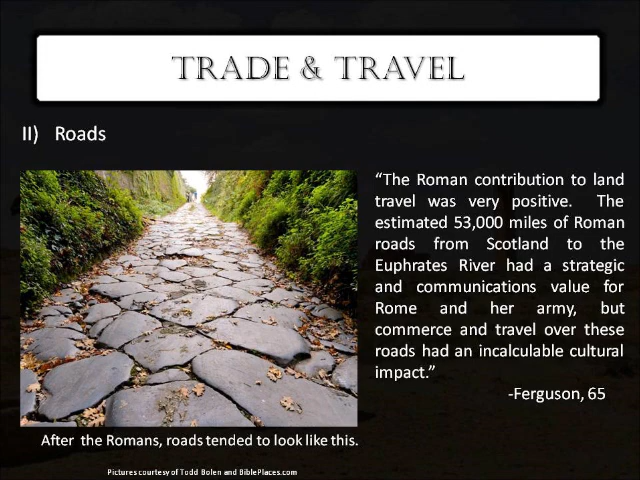 TRADE & TRAVEL
II) Roads
“The Roman contribution to land
travel was very positive. The
estimated 53,000 miles of Roman
roads from Scotland to the
Euphrates River had a strategic
and communications value for
Rome and her army, but
commerce and travel over these
roads had an incalculable cultural
impact.”
-Ferguson, 65
After the Romans, roads tended to look like this.
Pictures courtesy of Todd Bolen and BiblePlaces.com